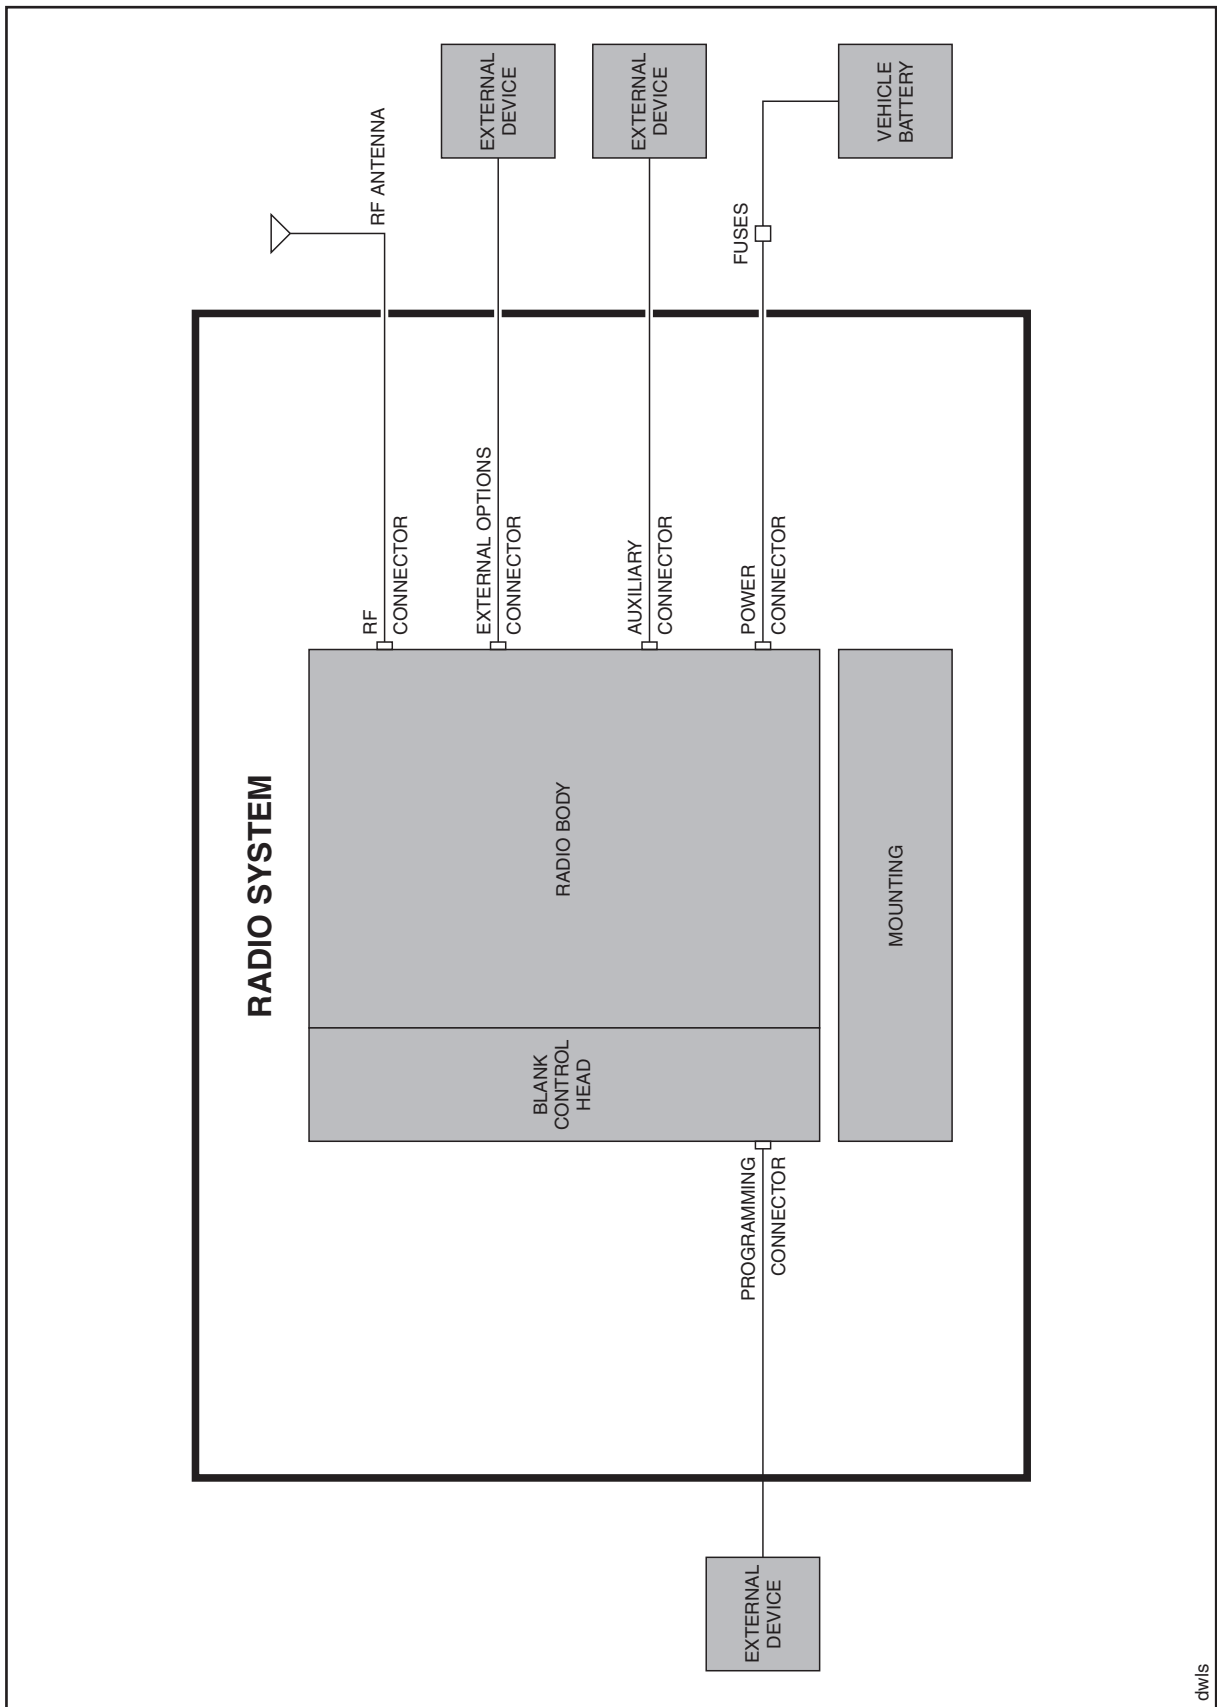 RADIO SYSTEM
RF ANTENNA
RF
CONNECTOR
EXTERNAL
DEVICE
EXTERNAL OPTIONS
CONNECTOR
EXTERNAL
DEVICE
AUXILIARY
CONNECTOR
FUSES
POWER
CONNECTOR
VEHICLE
BATTERY
BLANK
CONTROL
HEAD
RADIO BODY
PROGRAMMING
CONNECTOR
EXTERNAL
DEVICE
MOUNTING
dwls